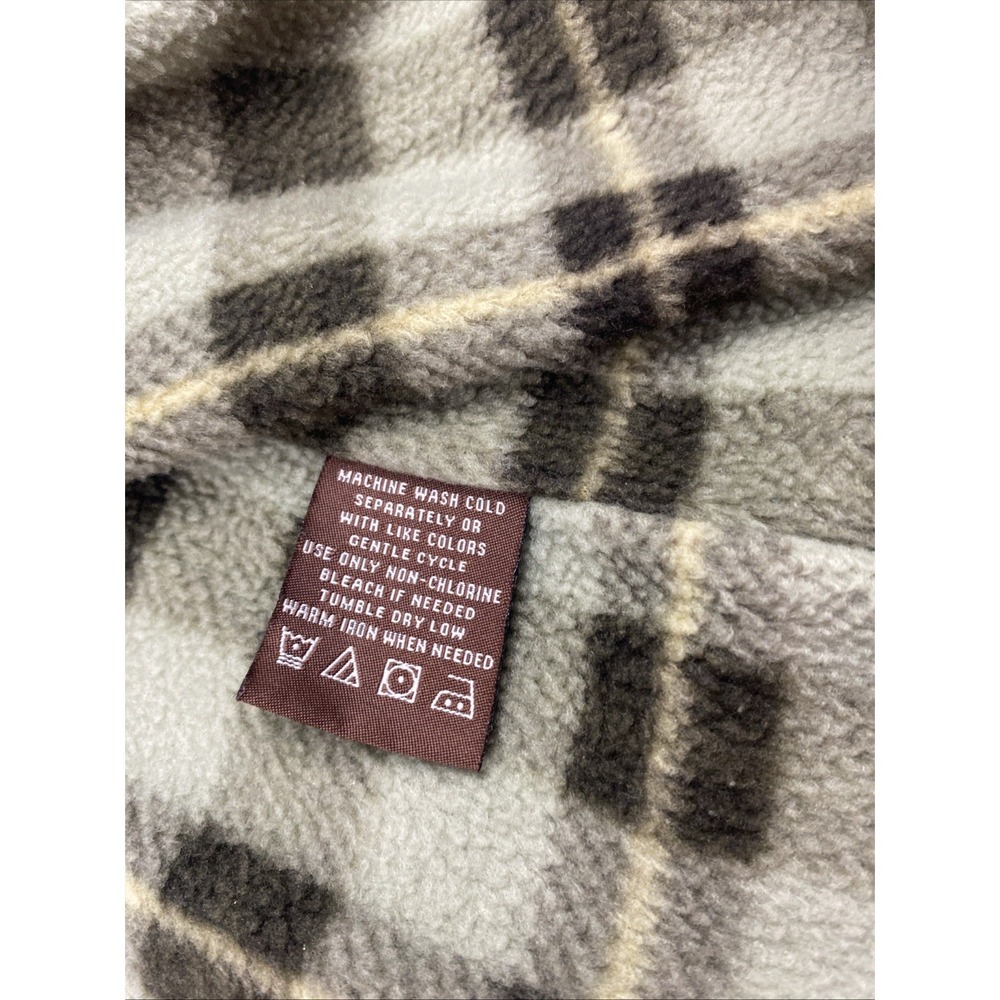 MACHINE WASH COLD
SEPARATELY OR
WITH LIKE COLORS
GENTLE CYCLE
USE ONLY NON-CHLORINE
BLEACH IF NEEDED
TUMBLE DRY LOW
WARM IRON WHEN NEEDED